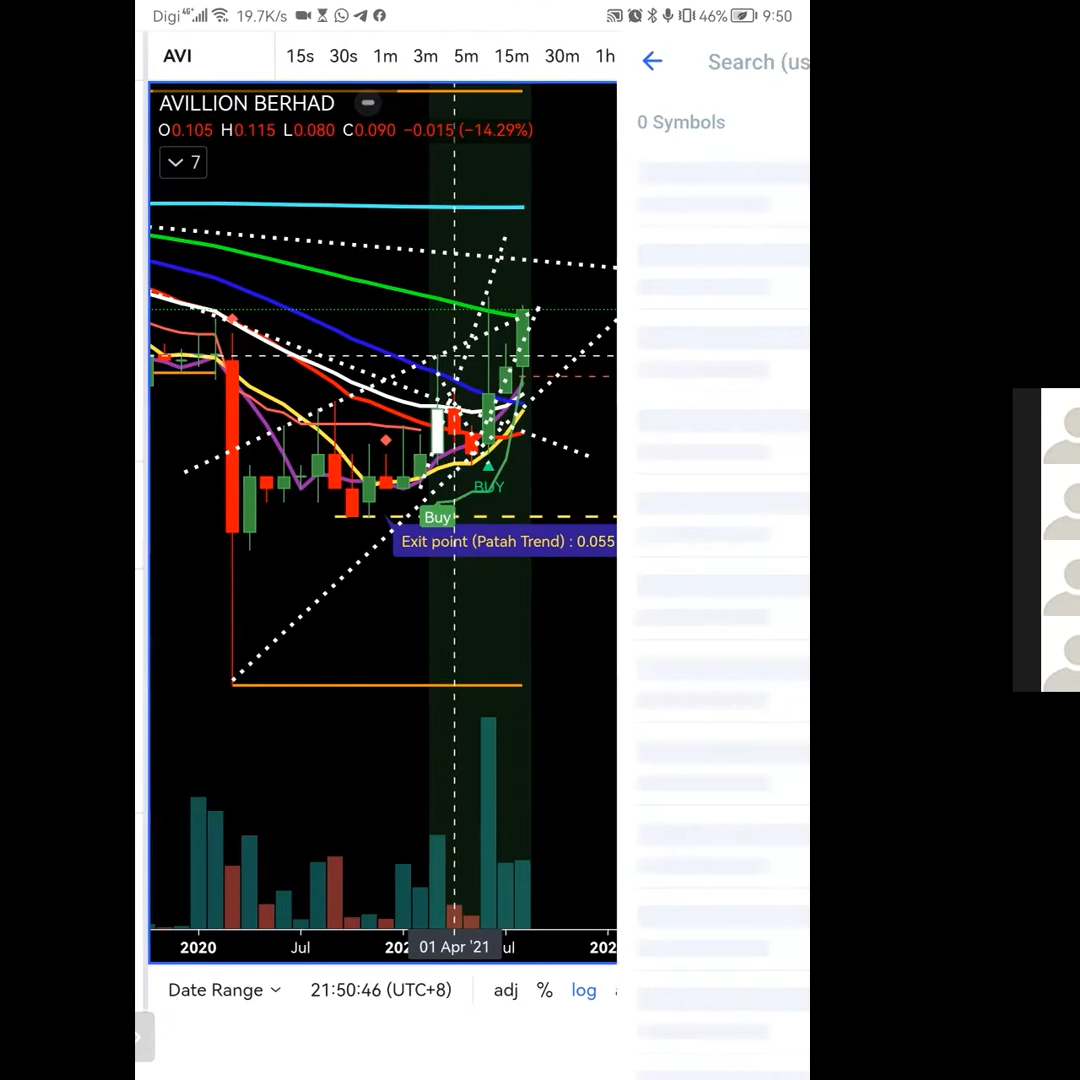 Digi 4G 19.7K/s 46% 9:50
AVI 15s 30s 1m 3m 5m 15m 30m 1h
Search (us
0 Symbols
AVILLION BERHAD
O0.105 H0.115 L0.080 C0.090 −0.015 (−14.29%)
7
BUY
Buy
Exit point (Patah Trend) : 0.055
2020 Jul 202 01 Apr '21 ul 202
Date Range 21:50:46 (UTC+8) adj % log